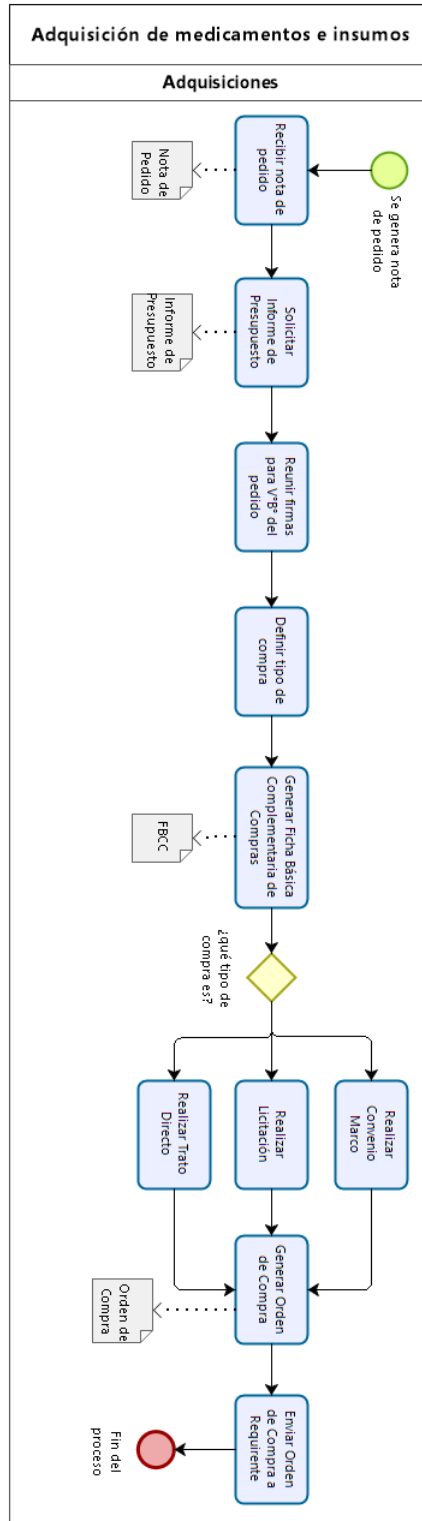 Adquisición de medicamentos e insumos
Adquisiciones
Se genera nota
de pedido
Recibir nota de
pedido
Nota de
Pedido
Solicitar
Informe de
Presupuesto
Informe de
Presupuesto
Reunir firmas
para V°B° del
pedido
Definir tipo de
compra
Generar Ficha Básica
Complementaria de
Compras
FBCC
¿qué tipo de
compra es?
Realizar
Convenio
Marco
Realizar
Licitación
Realizar Trato
Directo
Generar Orden
de Compra
Orden de
Compra
Enviar Orden
de Compra a
Requirente
Fin del
proceso